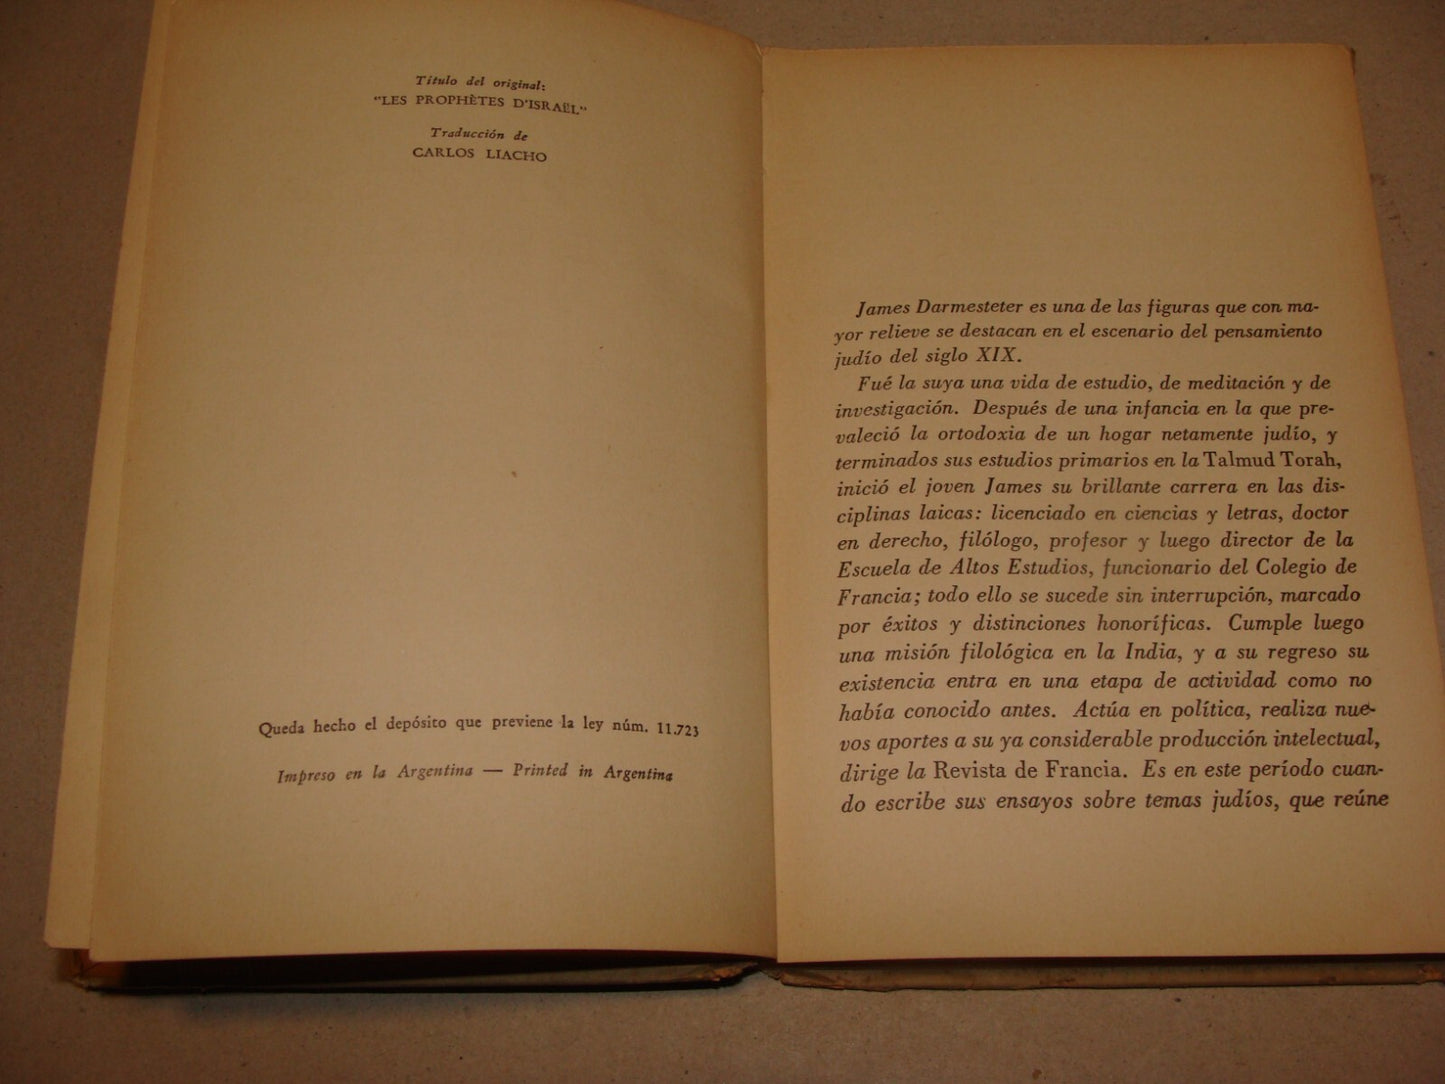 Título del original:
"LES PROPHÈTES D'ISRAËL"
Traducción de
CARLOS LIACHO
Queda hecho el depósito que previene la ley núm. 11.723
Impreso en la Argentina — Printed in Argentina
James Darmesteter es una de las figuras que con ma-
yor relieve se destacan en el escenario del pensamiento
judío del siglo XIX.
Fué la suya una vida de estudio, de meditación y de
investigación. Después de una infancia en la que pre-
valeció la ortodoxia de un hogar netamente judío, y
terminados sus estudios primarios en la Talmud Torah,
inició el joven James su brillante carrera en las dis-
ciplinas laicas: licenciado en ciencias y letras, doctor
en derecho, filólogo, profesor y luego director de la
Escuela de Altos Estudios, funcionario del Colegio de
Francia; todo ello se sucede sin interrupción, marcado
por éxitos y distinciones honoríficas. Cumple luego
una misión filológica en la India, y a su regreso su
existencia entra en una etapa de actividad como no
había conocido antes. Actúa en política, realiza nue-
vos aportes a su ya considerable producción intelectual,
dirige la Revista de Francia. Es en este período cuan-
do escribe sus ensayos sobre temas judíos, que reúne